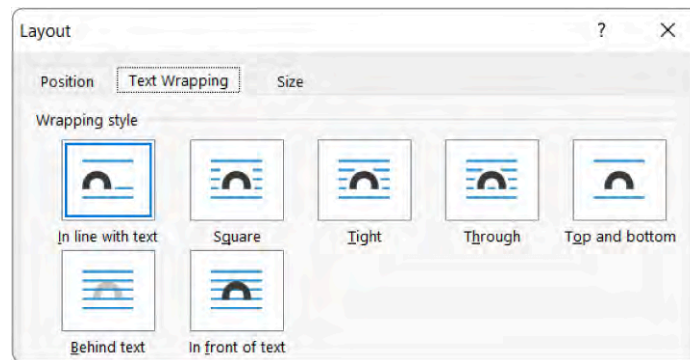 Layout ? ✕
Position Text Wrapping Size
Wrapping style
In line with text Square Tight Through Top and bottom
Behind text In front of text